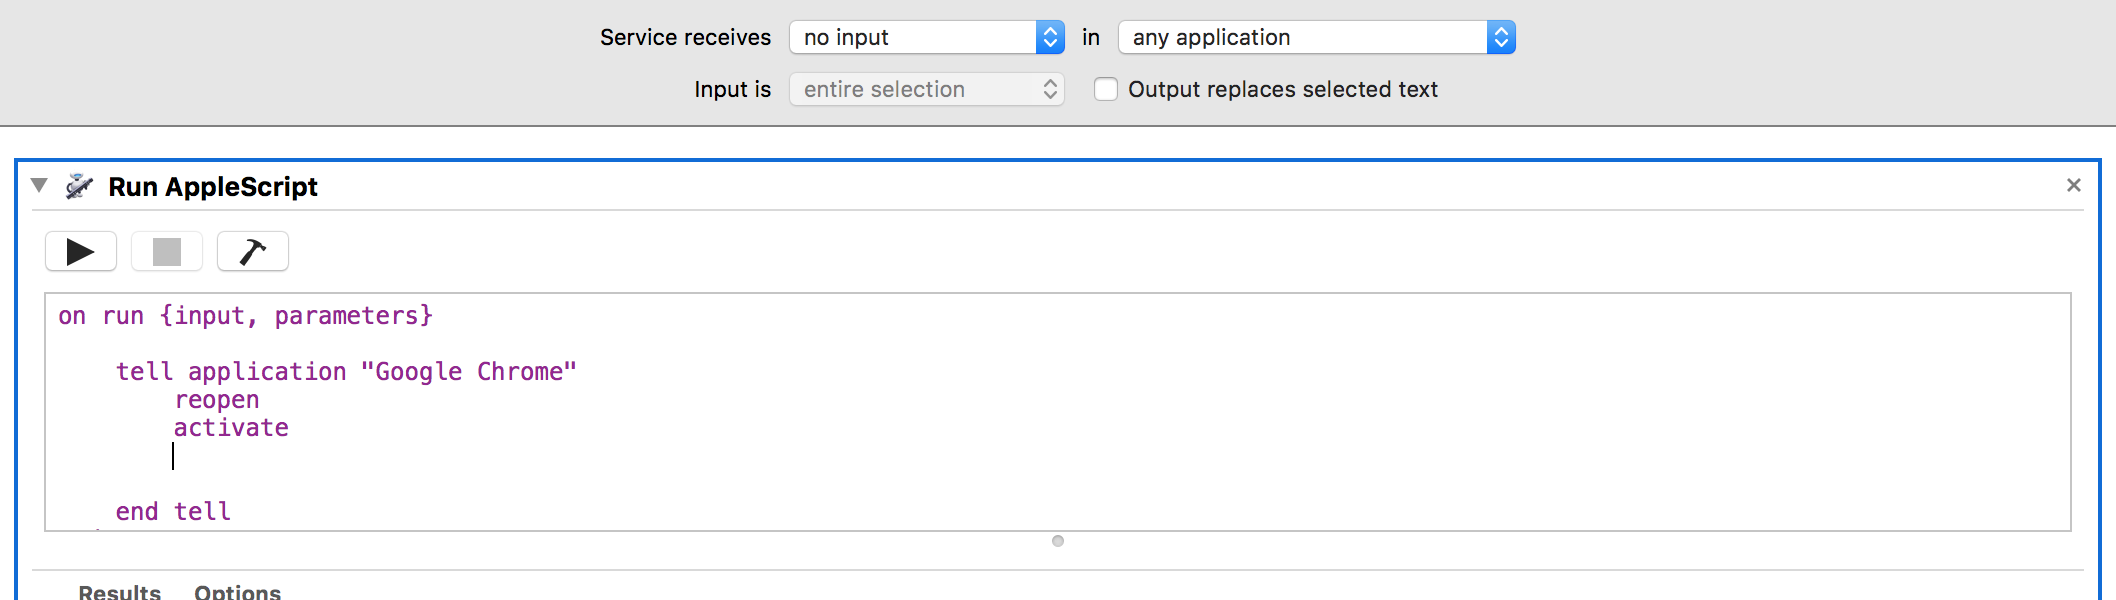 Service receives no input in any application
Input is entire selection Output replaces selected text
Run AppleScript
on run {input, parameters}
tell application "Google Chrome"
reopen
activate
end tell
Results Options